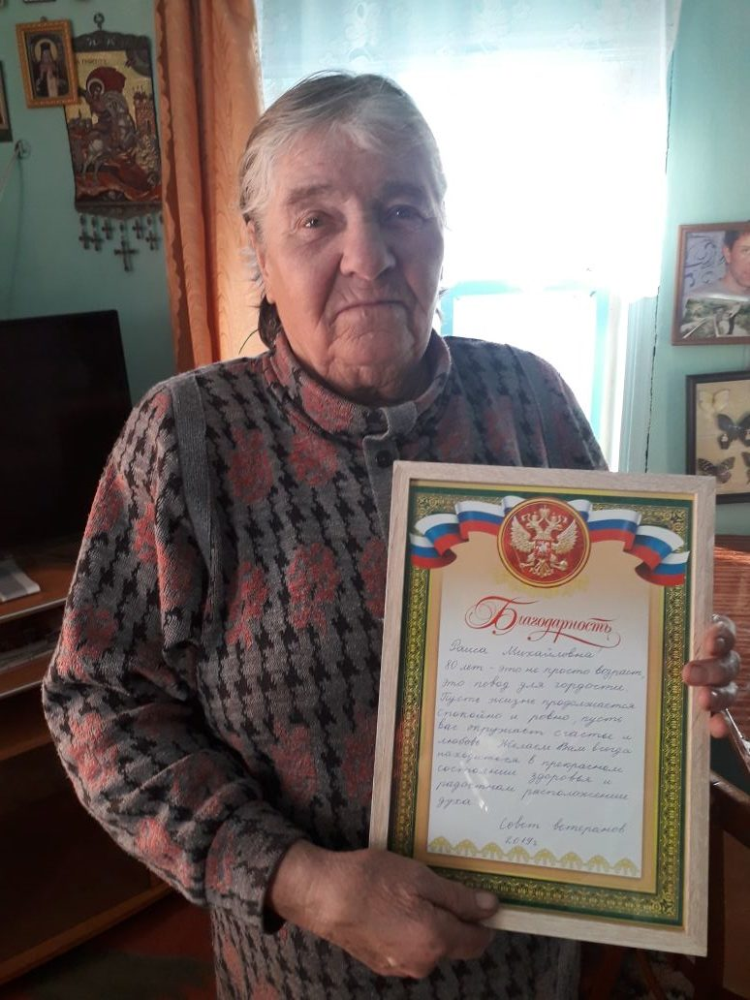 Благодарность
Раиса Михайловна
80 лет - это не просто возраст,
это повод для гордости.
Пусть жизнь продолжается
спокойно и ровно, пусть
вас окружает счастье и
любовь. Желаем Вам всегда
находиться в прекрасном
состоянии здоровья и
радостном расположении
духа
Совет ветеранов
2019г